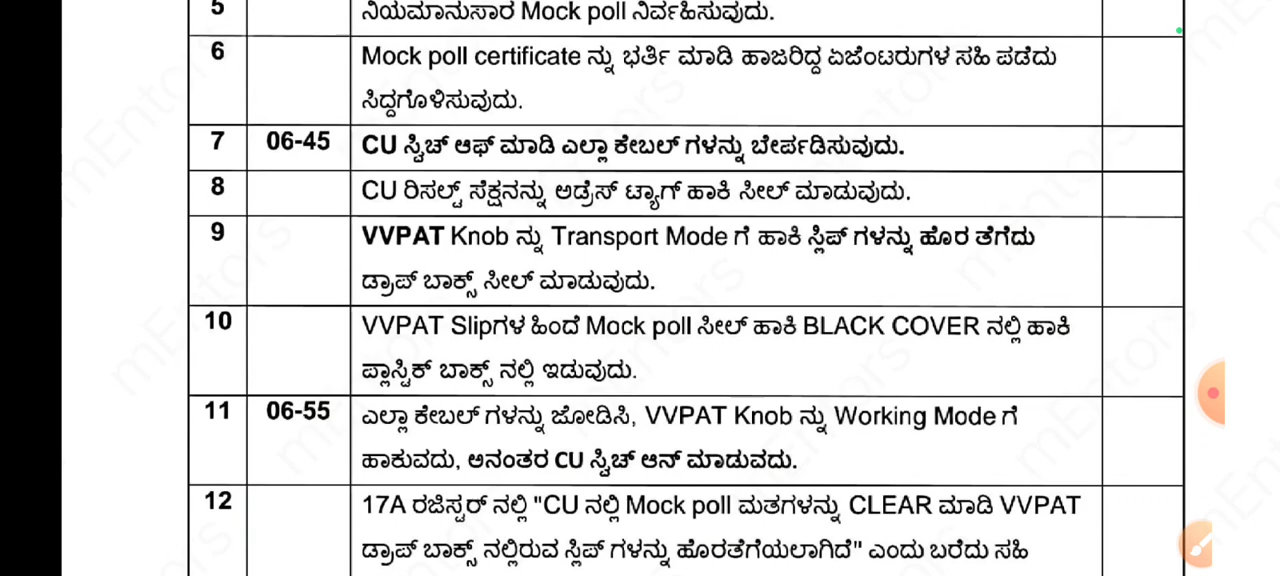 5 ನಿಯಮಾನುಸಾರ Mock poll ನಿರ್ವಹಿಸುವುದು.
6 Mock poll certificate ನ್ನು ಭರ್ತಿ ಮಾಡಿ ಹಾಜರಿದ್ದ ಏಜೆಂಟರುಗಳ ಸಹಿ ಪಡೆದು
ಸಿದ್ದಗೊಳಿಸುವುದು.
7 06-45 CU ಸ್ವಿಚ್ ಆಫ್ ಮಾಡಿ ಎಲ್ಲಾ ಕೇಬಲ್ ಗಳನ್ನು ಬೇರ್ಪಡಿಸುವುದು.
8 CU ರಿಸಲ್ಟ್ ಸೆಕ್ಷನನ್ನು ಅಡ್ರೆಸ್ ಟ್ಯಾಗ್ ಹಾಕಿ ಸೀಲ್ ಮಾಡುವುದು.
9 VVPAT Knob ನ್ನು Transport Mode ಗೆ ಹಾಕಿ ಸ್ಲಿಪ್ ಗಳನ್ನು ಹೊರ ತೆಗೆದು
ಡ್ರಾಪ್ ಬಾಕ್ಸ್ ಸೀಲ್ ಮಾಡುವುದು.
10 VVPAT Slipಗಳ ಹಿಂದೆ Mock poll ಸೀಲ್ ಹಾಕಿ BLACK COVER ನಲ್ಲಿ ಹಾಕಿ
ಪ್ಲಾಸ್ಟಿಕ್ ಬಾಕ್ಸ್ ನಲ್ಲಿ ಇಡುವುದು.
11 06-55 ಎಲ್ಲಾ ಕೇಬಲ್ ಗಳನ್ನು ಜೋಡಿಸಿ, VVPAT Knob ನ್ನು Working Mode ಗೆ
ಹಾಕುವದು, ಅನಂತರ CU ಸ್ವಿಚ್ ಆನ್ ಮಾಡುವದು.
12 17A ರಜಿಸ್ಟರ್ ನಲ್ಲಿ "CU ನಲ್ಲಿ Mock poll ಮತಗಳನ್ನು CLEAR ಮಾಡಿ VVPAT
ಡ್ರಾಪ್ ಬಾಕ್ಸ್ ನಲ್ಲಿರುವ ಸ್ಲಿಪ್ ಗಳನ್ನು ಹೊರತೆಗೆಯಲಾಗಿದೆ" ಎಂದು ಬರೆದು ಸಹಿ
mEntors